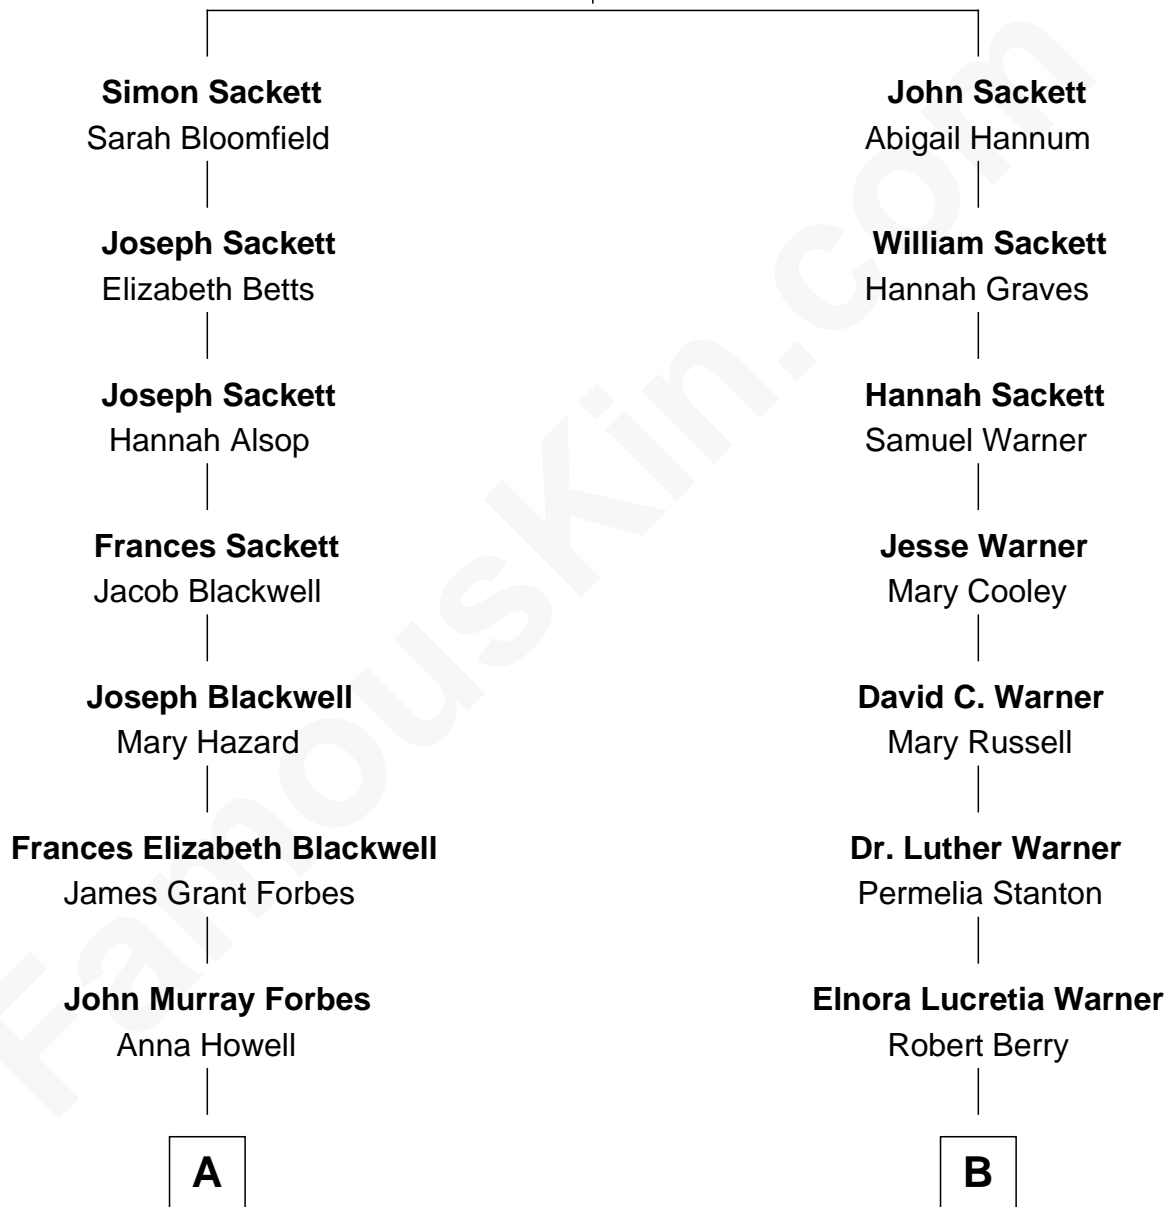 Simon Sackett
Sarah Bloomfield
Joseph Sackett
Elizabeth Betts
Joseph Sackett
Hannah Alsop
Frances Sackett
Jacob Blackwell
Joseph Blackwell
Mary Hazard
Frances Elizabeth Blackwell
James Grant Forbes
John Murray Forbes
Anna Howell
A
John Sackett
Abigail Hannum
William Sackett
Hannah Graves
Hannah Sackett
Samuel Warner
Jesse Warner
Mary Cooley
David C. Warner
Mary Russell
Dr. Luther Warner
Permelia Stanton
Elnora Lucretia Warner
Robert Berry
B
FamousKin.com